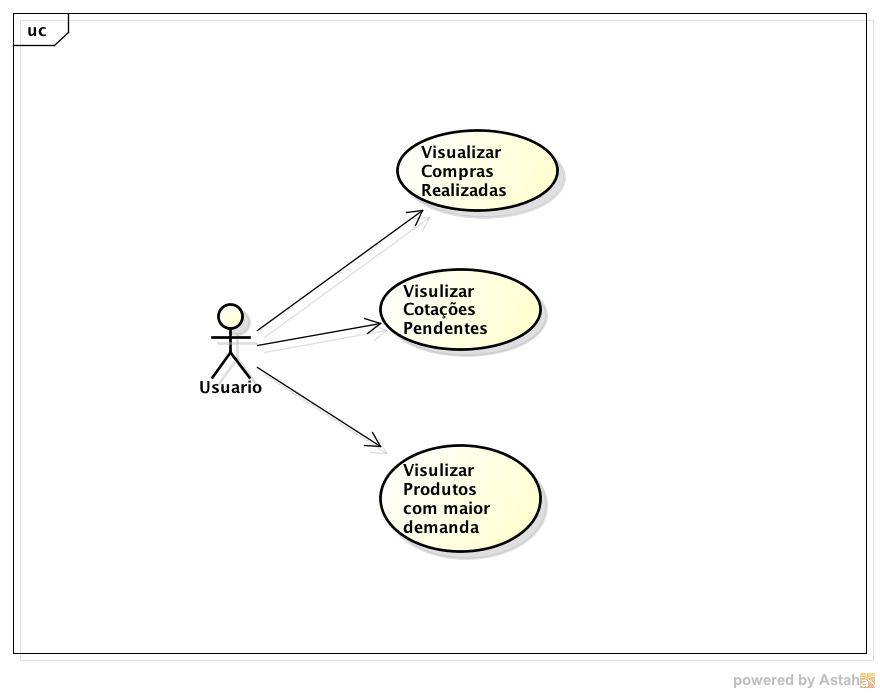 uc
Visualizar
Compras
Realizadas
Visulizar
Cotações
Pendentes
Usuario
Visulizar
Produtos
com maior
demanda
powered by Astah